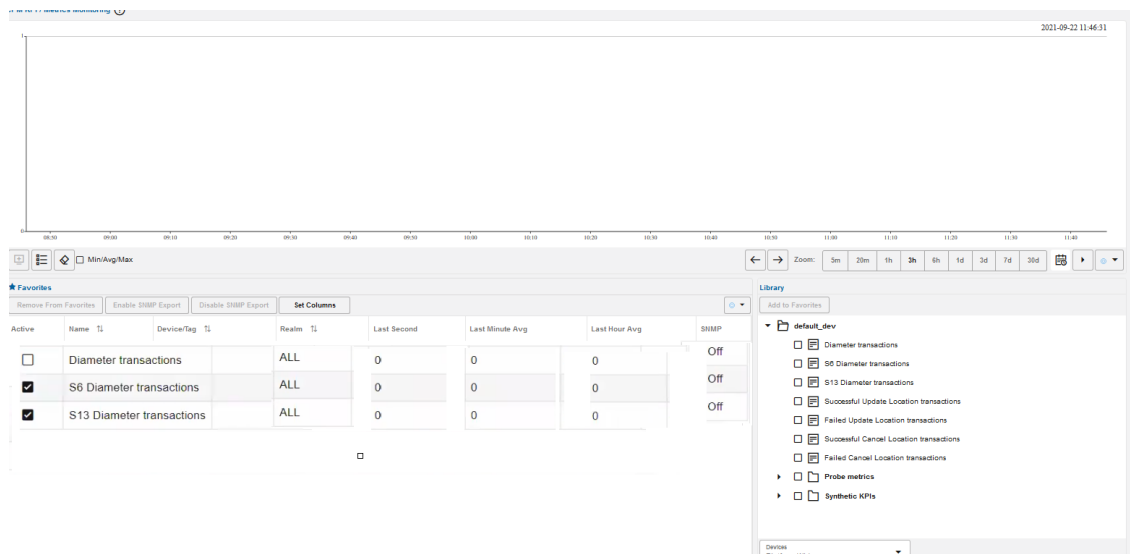 Metrics Monitoring
2021-09-22 11:46:31
1
0
08:50 09:00 09:10 09:20 09:30 09:40 09:50 10:00 10:10 10:20 10:30 10:40 10:50 11:00 11:10 11:20 11:30 11:40
Min/Avg/Max Zoom: 5m 20m 1h 3h 6h 1d 3d 7d 30d
Favorites
Remove From Favorites Enable SNMP Export Disable SNMP Export Set Columns
Active Name Device/Tag Realm Last Second Last Minute Avg Last Hour Avg SNMP
Diameter transactions ALL 0 0 0 Off
S6 Diameter transactions ALL 0 0 0 Off
S13 Diameter transactions ALL 0 0 0 Off
Library
Add to Favorites
default_dev
Diameter transactions
S6 Diameter transactions
S13 Diameter transactions
Successful Update Location transactions
Failed Update Location transactions
Successful Cancel Location transactions
Failed Cancel Location transactions
Probe metrics
Synthetic KPIs
Devices